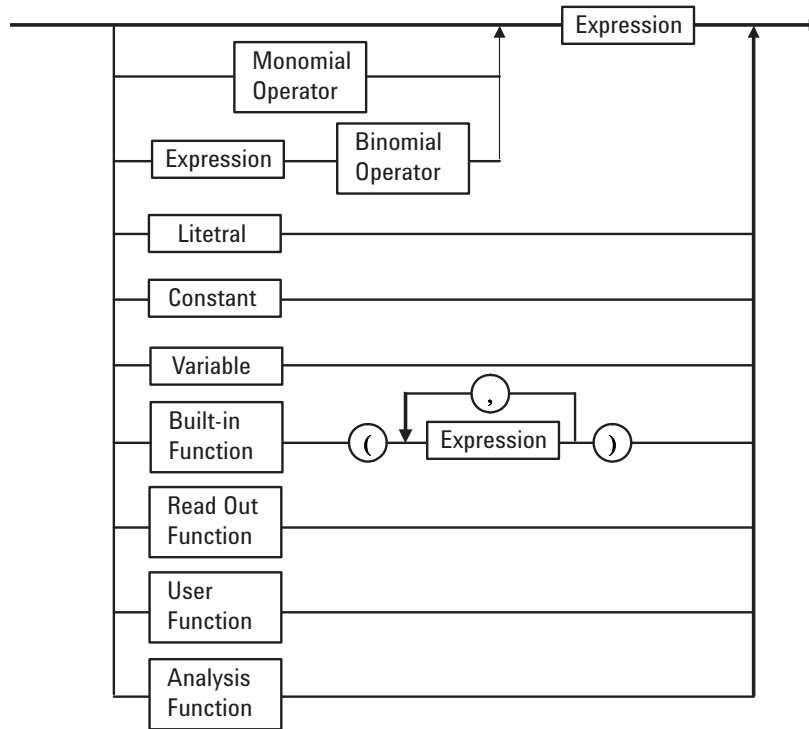 Expression
Monomial
Operator
Expression
Binomial
Operator
Litetral
Constant
Variable
,
Built-in
Function
(
Expression
)
Read Out
Function
User
Function
Analysis
Function